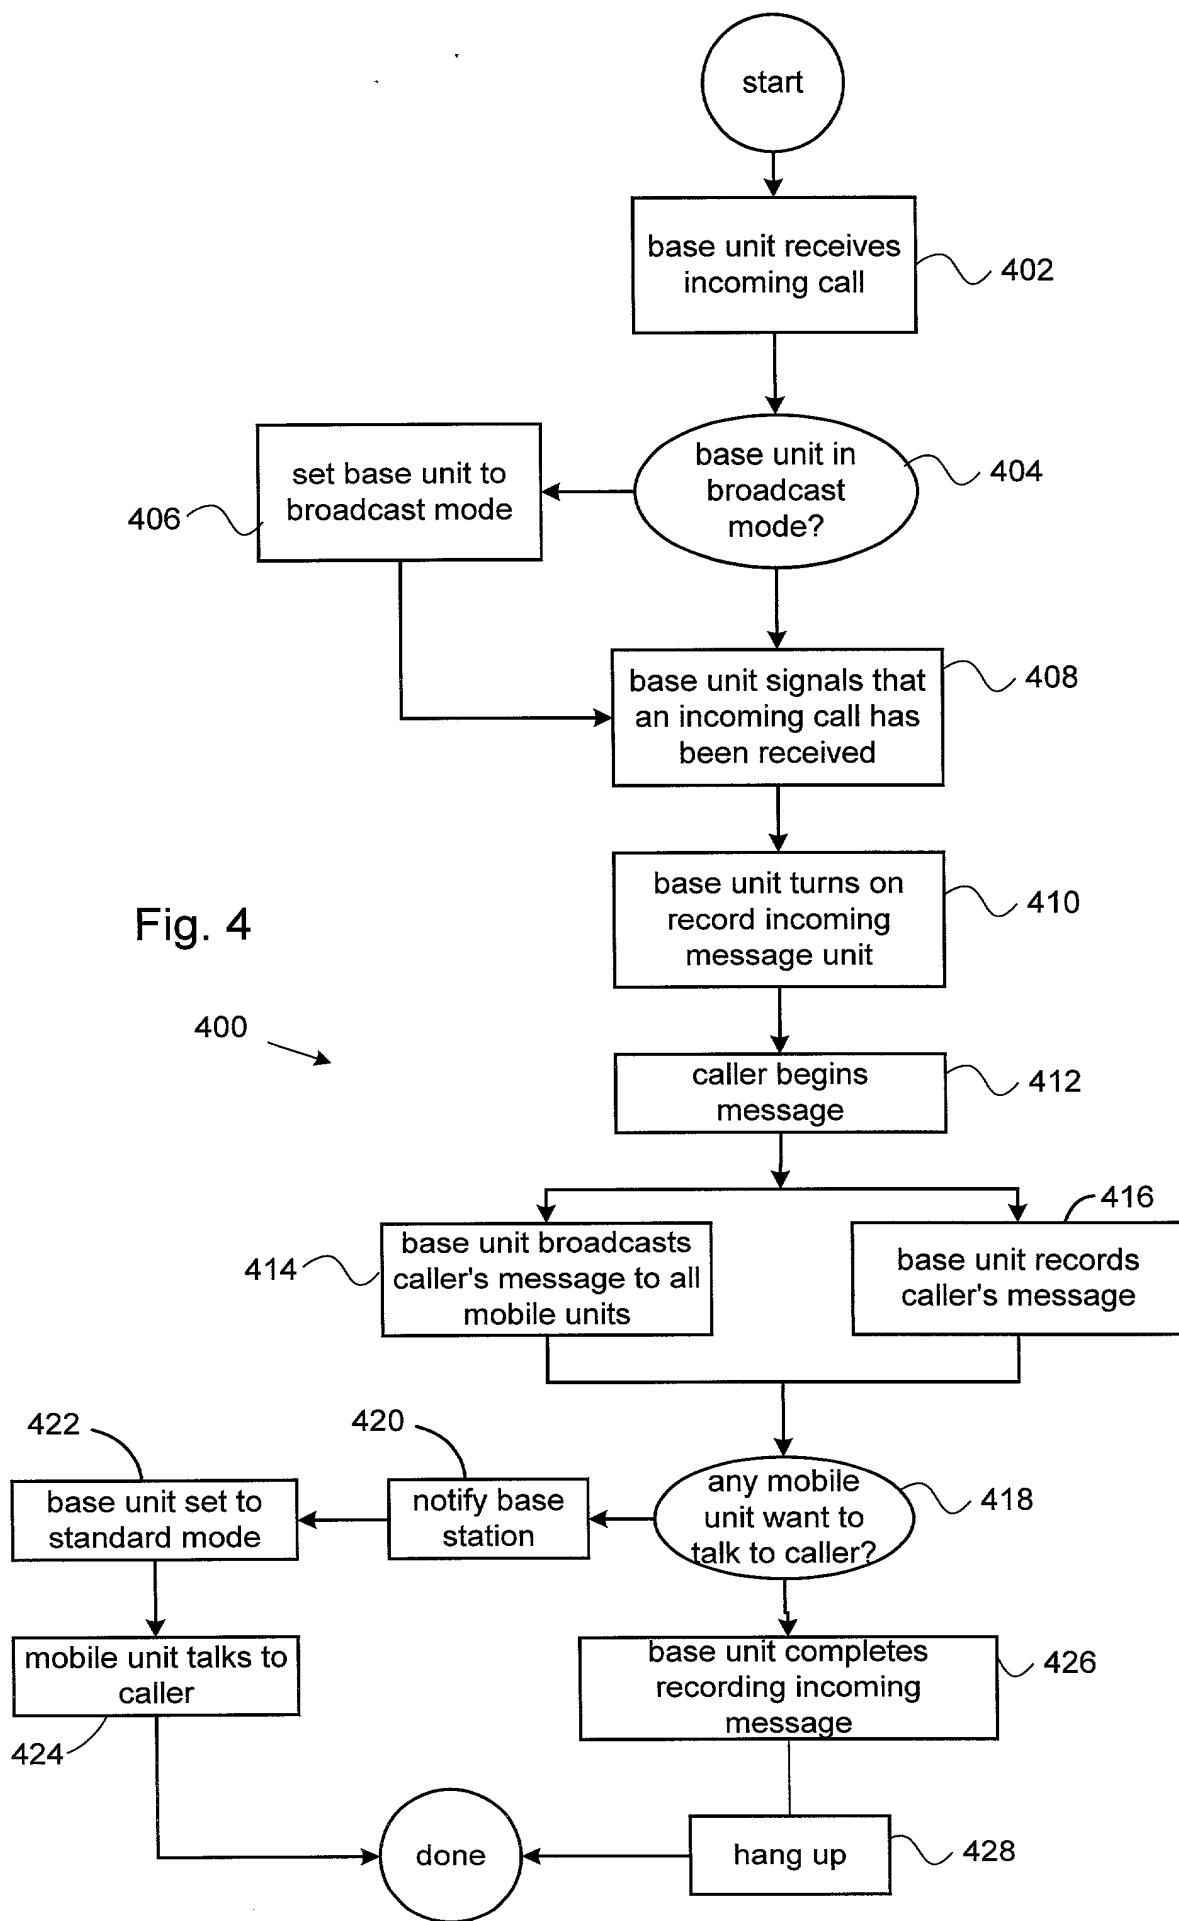 start
base unit receives
incoming call
402
base unit in
broadcast
mode?
404
set base unit to
broadcast mode
406
base unit signals that
an incoming call has
been received
408
base unit turns on
record incoming
message unit
410
Fig. 4
400
caller begins
message
412
base unit broadcasts
caller's message to all
mobile units
414
416
base unit records
caller's message
422
420
base unit set to
standard mode
notify base
station
any mobile
unit want to
talk to caller?
418
mobile unit talks to
caller
424
base unit completes
recording incoming
message
426
done
hang up
428